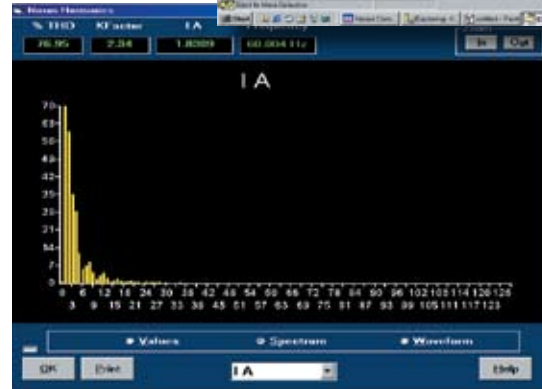 Nexus Harmonics
% THD KFactor I A Frequency
76.95 2.34 1.8089 60.004 Hz
In Out
I A
70
63
56
49
42
35
28
21
14
7
0
0 6 12 18 24 30 36 42 48 54 60 66 72 78 84 90 96 102 108 114 120 126
3 9 15 21 27 33 39 45 51 57 63 69 75 81 87 93 99 105 111 117 123
Values Spectrum Waveform
OK Print I A Help